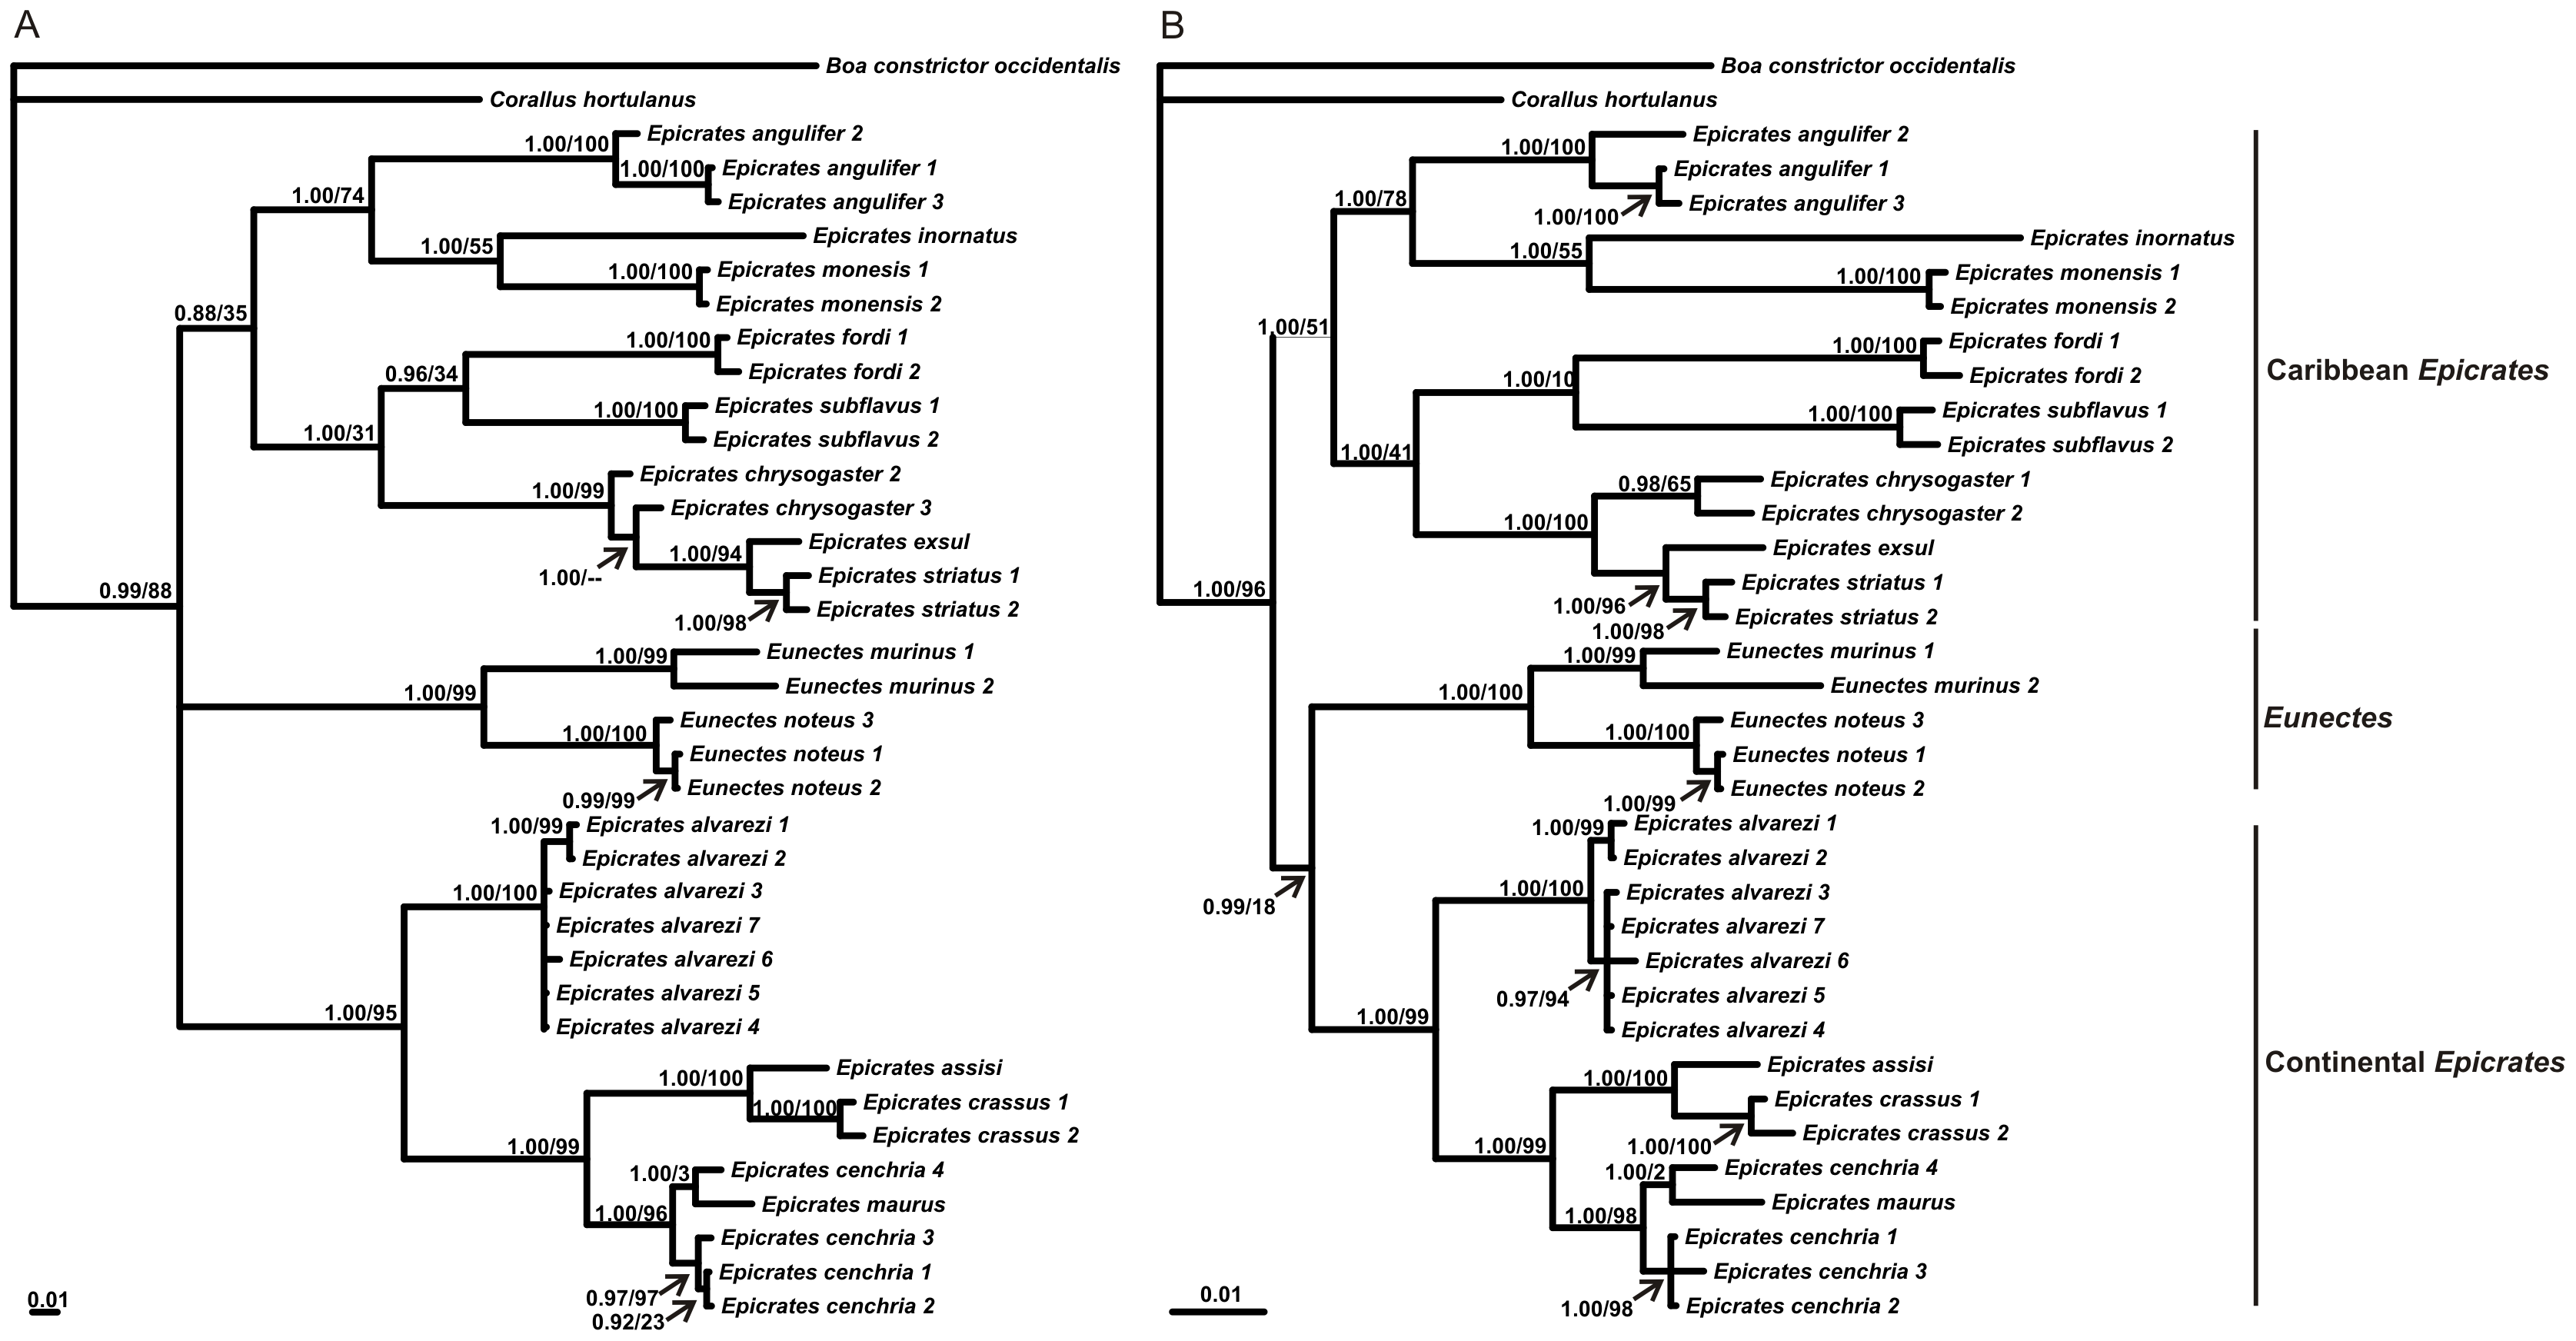 A
Boa constrictor occidentalis
Corallus hortulanus
Epicrates angulifer 2
1.00/100
Epicrates angulifer 1
1.00/100
Epicrates angulifer 3
1.00/74
Epicrates inornatus
1.00/55
Epicrates monesis 1
1.00/100
Epicrates monensis 2
0.88/35
Epicrates fordi 1
1.00/100
Epicrates fordi 2
0.96/34
Epicrates subflavus 1
1.00/100
Epicrates subflavus 2
1.00/31
Epicrates chrysogaster 2
1.00/99
Epicrates chrysogaster 3
Epicrates exsul
1.00/94
1.00/--
Epicrates striatus 1
0.99/88
Epicrates striatus 2
1.00/98
Eunectes murinus 1
1.00/99
Eunectes murinus 2
1.00/99
Eunectes noteus 3
1.00/100
Eunectes noteus 1
Eunectes noteus 2
0.99/99
Epicrates alvarezi 1
1.00/99
Epicrates alvarezi 2
Epicrates alvarezi 3
1.00/100
Epicrates alvarezi 7
Epicrates alvarezi 6
Epicrates alvarezi 5
1.00/95
Epicrates alvarezi 4
Epicrates assisi
1.00/100
Epicrates crassus 1
1.00/100
Epicrates crassus 2
1.00/99
Epicrates cenchria 4
1.00/3
Epicrates maurus
1.00/96
Epicrates cenchria 3
Epicrates cenchria 1
0.97/97
Epicrates cenchria 2
0.92/23
0.01
B
Boa constrictor occidentalis
Corallus hortulanus
Epicrates angulifer 2
1.00/100
Epicrates angulifer 1
1.00/78
Epicrates angulifer 3
1.00/100
Epicrates inornatus
1.00/55
Epicrates monensis 1
1.00/100
Epicrates monensis 2
1.00/51
Epicrates fordi 1
1.00/100
Epicrates fordi 2
1.00/10
Epicrates subflavus 1
1.00/100
Epicrates subflavus 2
1.00/41
Epicrates chrysogaster 1
0.98/65
Epicrates chrysogaster 2
1.00/100
Epicrates exsul
Epicrates striatus 1
1.00/96
1.00/96
Epicrates striatus 2
1.00/98
Eunectes murinus 1
1.00/99
Eunectes murinus 2
1.00/100
Eunectes noteus 3
1.00/100
Eunectes noteus 1
Eunectes noteus 2
1.00/99
Epicrates alvarezi 1
1.00/99
Epicrates alvarezi 2
Epicrates alvarezi 3
1.00/100
0.99/18
Epicrates alvarezi 7
Epicrates alvarezi 6
0.97/94
Epicrates alvarezi 5
1.00/99
Epicrates alvarezi 4
Epicrates assisi
1.00/100
Epicrates crassus 1
Epicrates crassus 2
1.00/100
1.00/99
Epicrates cenchria 4
1.00/2
Epicrates maurus
1.00/98
Epicrates cenchria 1
Epicrates cenchria 3
Epicrates cenchria 2
1.00/98
0.01
Caribbean Epicrates
Eunectes
Continental Epicrates